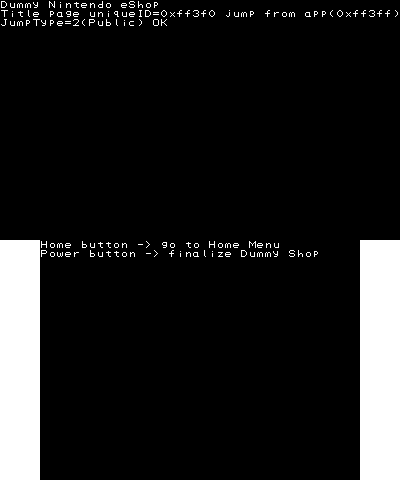 Dummy Nintendo eShop
Title page uniqueID=0xff3f0 jump from app(0xff3ff)
JumpType=2(Public) OK
Home button -> go to Home Menu
Power button -> finalize Dummy Shop